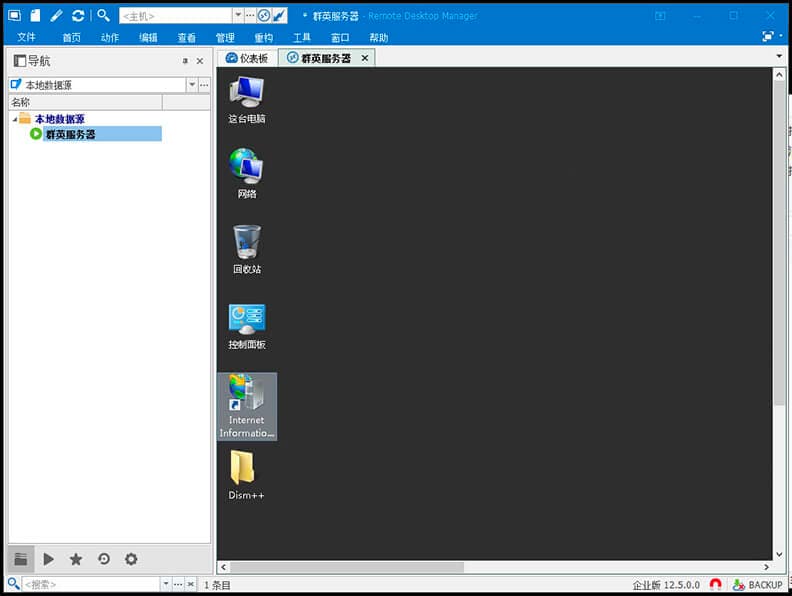 <主机>
群英服务器 - Remote Desktop Manager
文件 首页 动作 编辑 查看 管理 重构 工具 窗口 帮助
导航
仪表板 群英服务器
本地数据源
名称
本地数据源
群英服务器
这台电脑
网络
回收站
控制面板
Internet
Informatio...
Dism++
<搜索>
1 条目
企业版 12.5.0.0
BACKUP